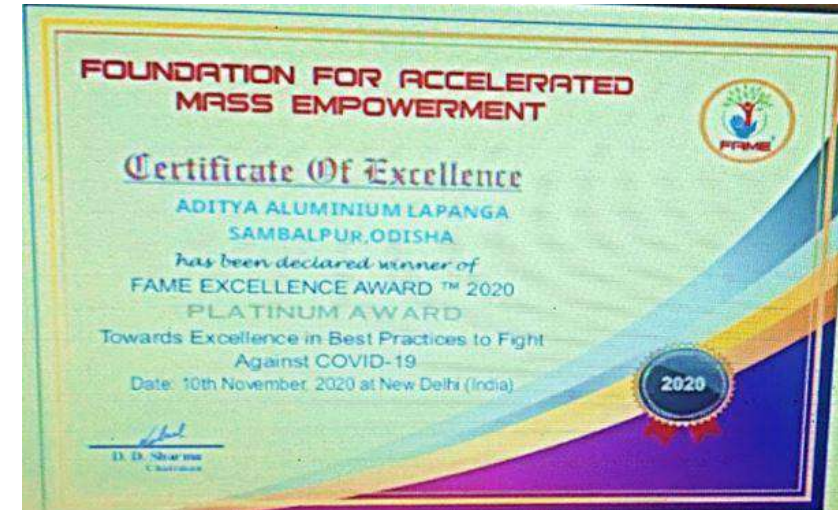 FOUNDATION FOR ACCELERATED
MASS EMPOWERMENT
FAME
Certificate Of Excellence
ADITYA ALUMINIUM LAPANGA
SAMBALPUR,ODISHA
has been declared winner of
FAME EXCELLENCE AWARD ™ 2020
PLATINUM AWARD
Towards Excellence in Best Practices to Fight
Against COVID-19
Date: 10th November, 2020 at New Delhi (India)
2020
D. D. Sharma
Chairman